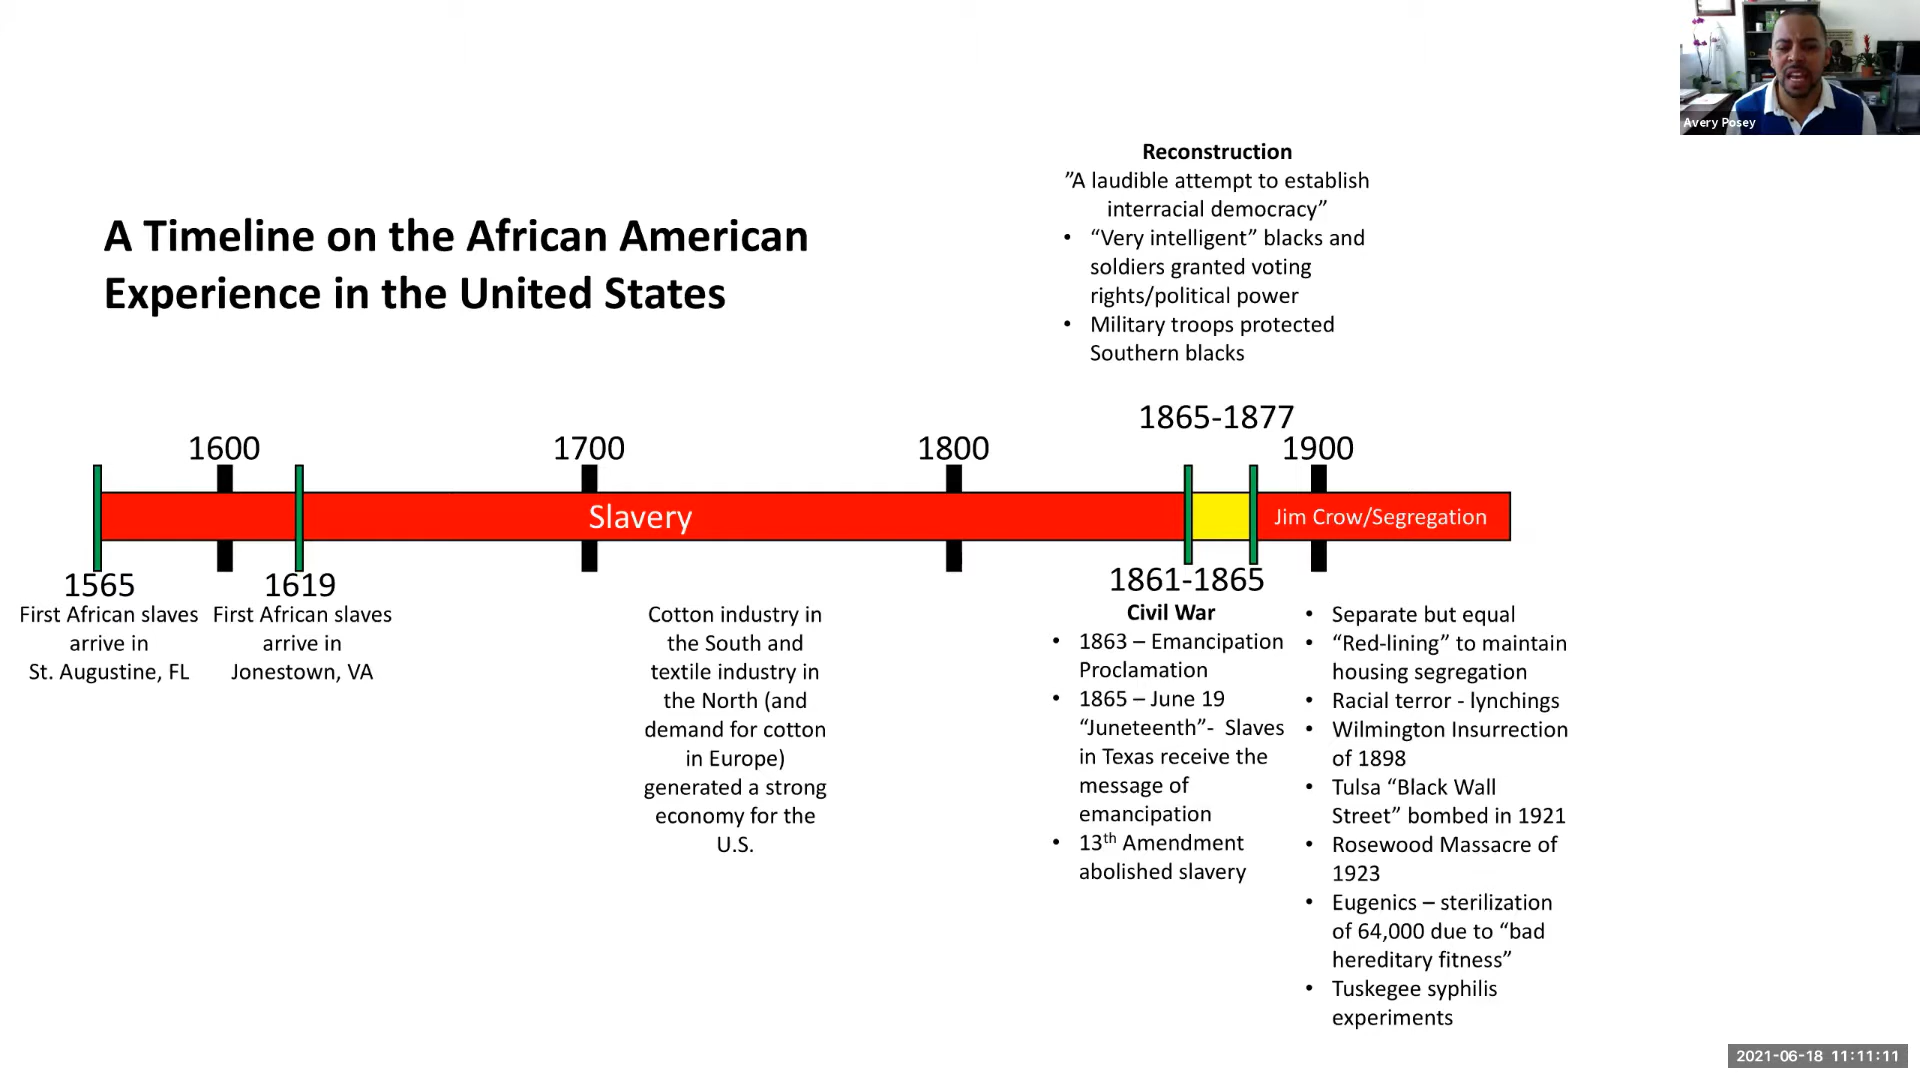 Avery Posey
A Timeline on the African American
Experience in the United States
Reconstruction
”A laudible attempt to establish
interracial democracy”
• “Very intelligent” blacks and
soldiers granted voting
rights/political power
• Military troops protected
Southern blacks
1865-1877
1600
1700
1800
1900
Slavery
Jim Crow/Segregation
1565
First African slaves
arrive in
St. Augustine, FL
1619
First African slaves
arrive in
Jonestown, VA
Cotton industry in
the South and
textile industry in
the North (and
demand for cotton
in Europe)
generated a strong
economy for the
U.S.
1861-1865
Civil War
• 1863 – Emancipation
Proclamation
• 1865 – June 19
“Juneteenth”- Slaves
in Texas receive the
message of
emancipation
• 13th Amendment
abolished slavery
• Separate but equal
• “Red-lining” to maintain
housing segregation
• Racial terror - lynchings
• Wilmington Insurrection
of 1898
• Tulsa “Black Wall
Street” bombed in 1921
• Rosewood Massacre of
1923
• Eugenics – sterilization
of 64,000 due to “bad
hereditary fitness”
• Tuskegee syphilis
experiments
2021-06-18 11:11:11